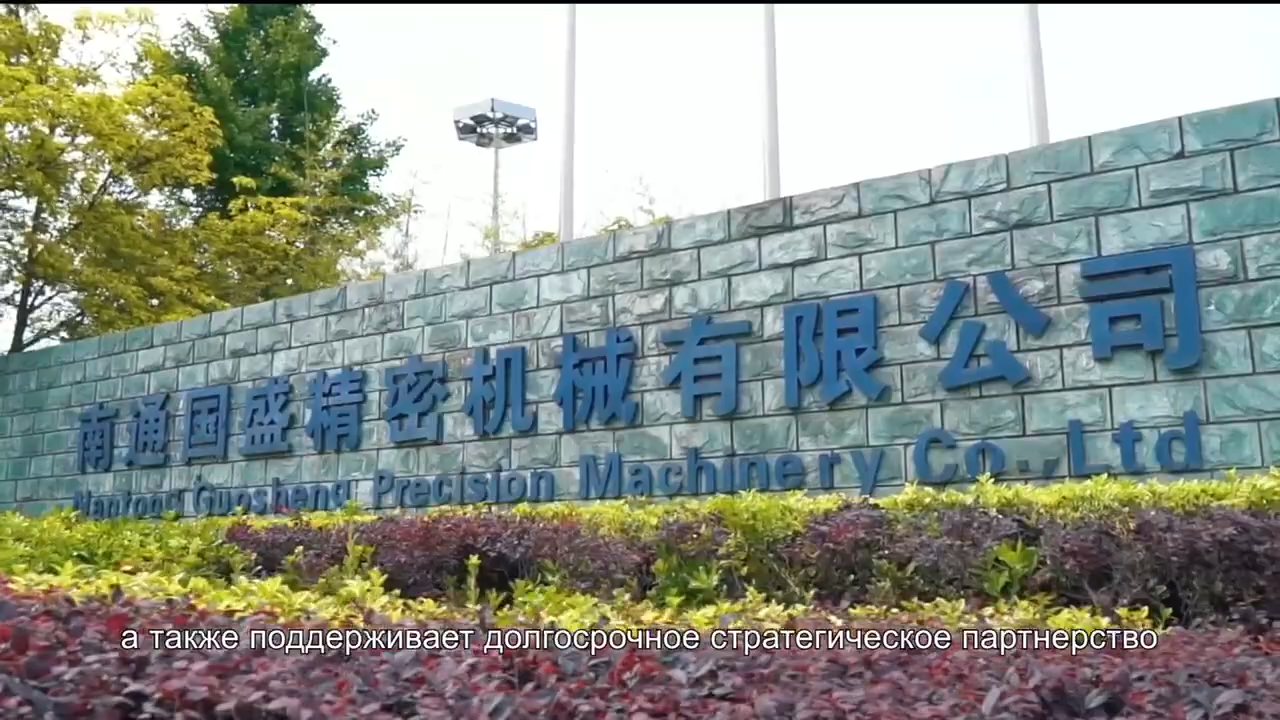 南通国盛精密机械有限公司
Nantong Guosheng Precision Machinery Co.,Ltd
а также поддерживает долгосрочное стратегическое партнерство